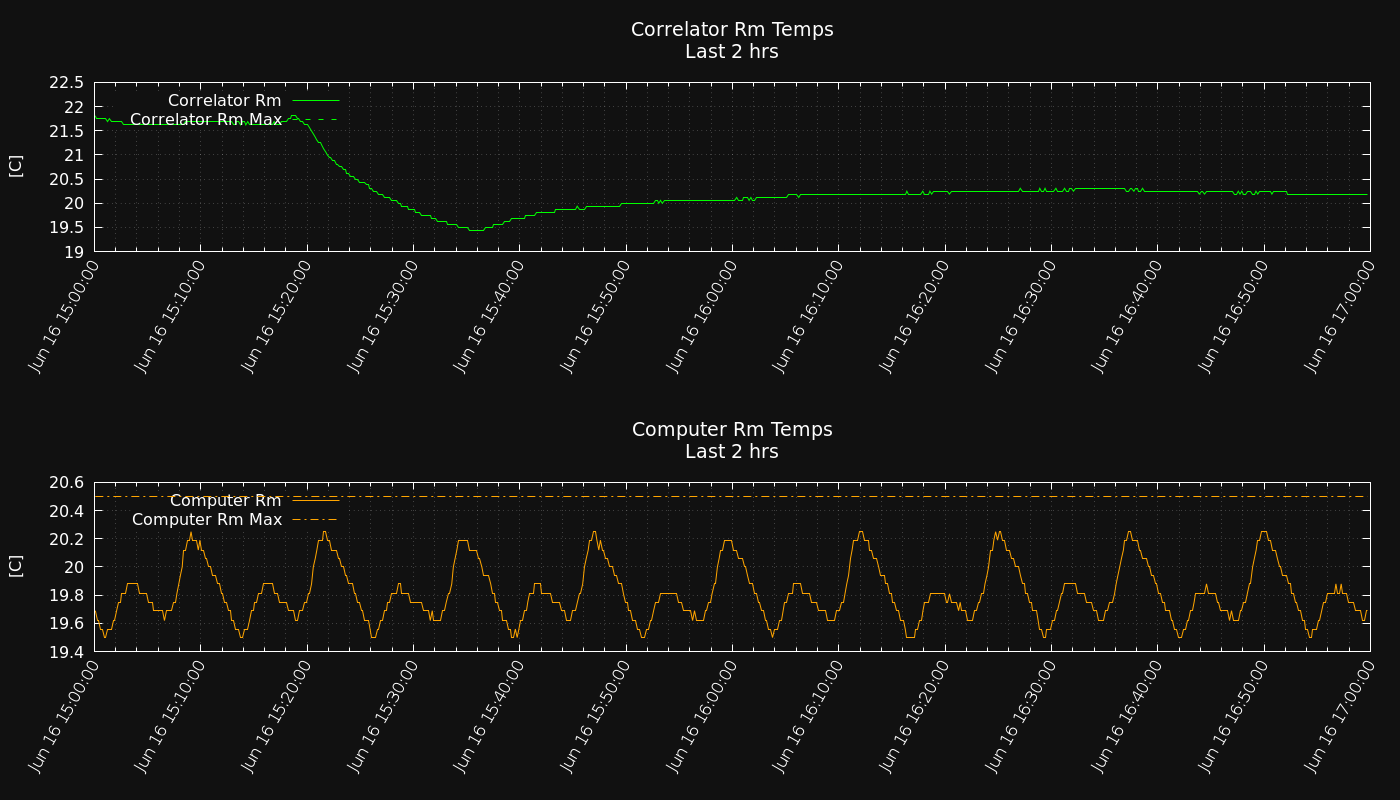 Correlator Rm Temps
Last 2 hrs
22.5
22
21.5
21
20.5
20
19.5
19
[C]
Correlator Rm
Correlator Rm Max
Jun 16 15:00:00
Jun 16 15:10:00
Jun 16 15:20:00
Jun 16 15:30:00
Jun 16 15:40:00
Jun 16 15:50:00
Jun 16 16:00:00
Jun 16 16:10:00
Jun 16 16:20:00
Jun 16 16:30:00
Jun 16 16:40:00
Jun 16 16:50:00
Jun 16 17:00:00
Computer Rm Temps
Last 2 hrs
20.6
20.4
20.2
20
19.8
19.6
19.4
[C]
Computer Rm
Computer Rm Max
Jun 16 15:00:00
Jun 16 15:10:00
Jun 16 15:20:00
Jun 16 15:30:00
Jun 16 15:40:00
Jun 16 15:50:00
Jun 16 16:00:00
Jun 16 16:10:00
Jun 16 16:20:00
Jun 16 16:30:00
Jun 16 16:40:00
Jun 16 16:50:00
Jun 16 17:00:00